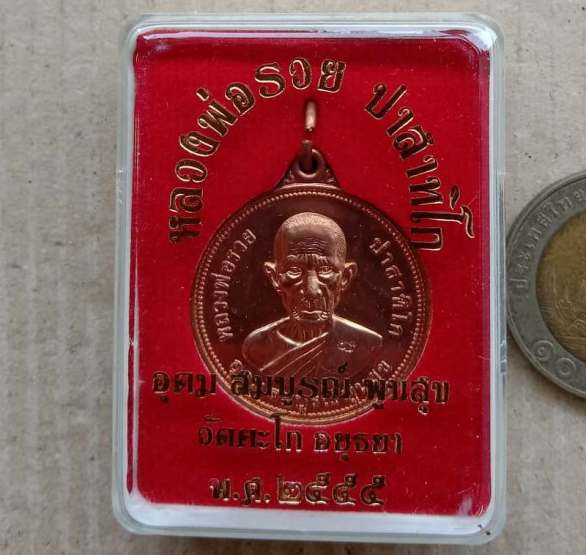 หลวงพ่อรวย ปาสาทิโก
หลวงพ่อรวย ปาสาทิโก
อุดม สมบูรณ์ พูนสุข
วัดตะโก อยุธยา
พ.ศ.๒๕๕๕
๑๐